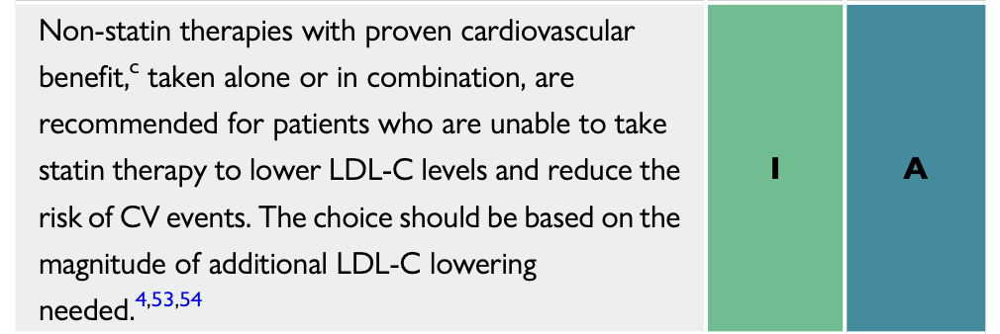 Non-statin therapies with proven cardiovascular
benefit,c taken alone or in combination, are
recommended for patients who are unable to take
statin therapy to lower LDL-C levels and reduce the
risk of CV events. The choice should be based on the
magnitude of additional LDL-C lowering
needed.4,53,54
I
A